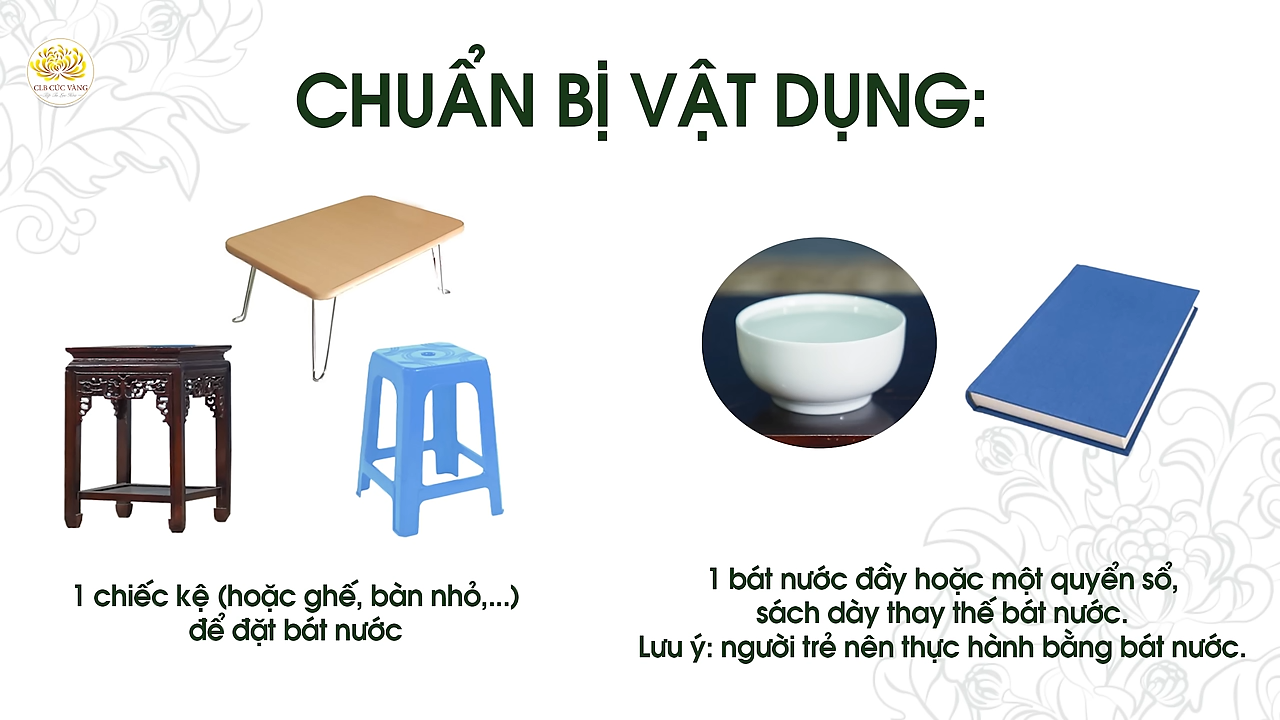 CLB CÚC VÀNG
CHUẨN BỊ VẬT DỤNG:
1 chiếc kệ (hoặc ghế, bàn nhỏ,...)
để đặt bát nước
1 bát nước đầy hoặc một quyển sổ,
sách dày thay thế bát nước.
Lưu ý: người trẻ nên thực hành bằng bát nước.